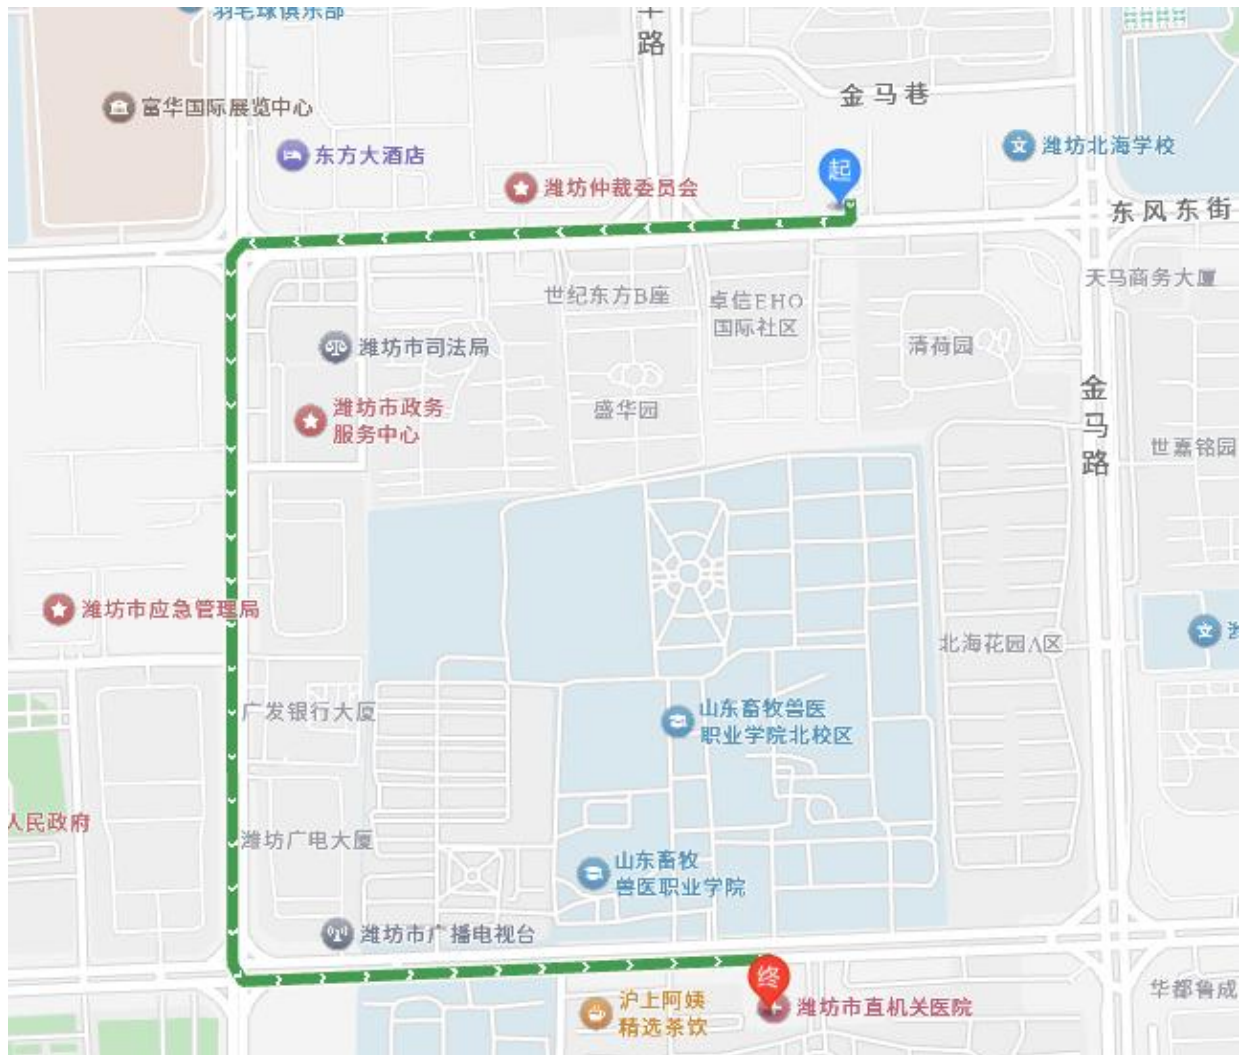 羽毛球俱乐部
路
金马巷
富华国际展览中心
东方大酒店
潍坊北海学校
起
潍坊仲裁委员会
东风东街
天马商务大厦
世纪东方B座
卓信EHO
国际社区
潍坊市司法局
清荷园
潍坊市政务
服务中心
盛华园
金马路
世嘉铭园
潍坊市应急管理局
北海花园A区
广发银行大厦
山东畜牧兽医
职业学院北校区
人民政府
潍坊广电大厦
山东畜牧
兽医职业学院
潍坊市广播电视台
终
华都鲁成
沪上阿姨
精选茶饮
潍坊市直机关医院